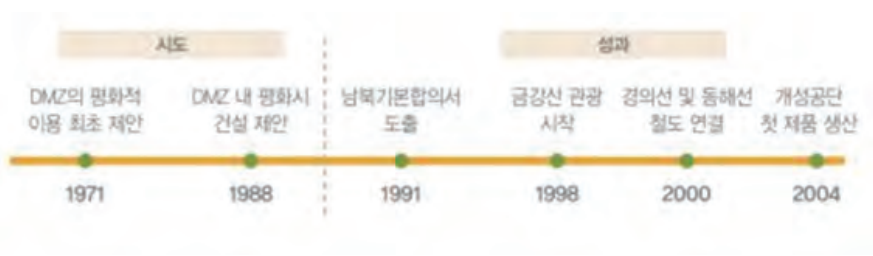 시도
성과
DMZ의 평화적
이용 최초 제안
DMZ 내 평화시
건설 제안
남북기본합의서
도출
금강선 관광
시작
경의선 및 동해선
철도 연결
개성공단
첫 제품 생산
1971
1988
1991
1998
2000
2004